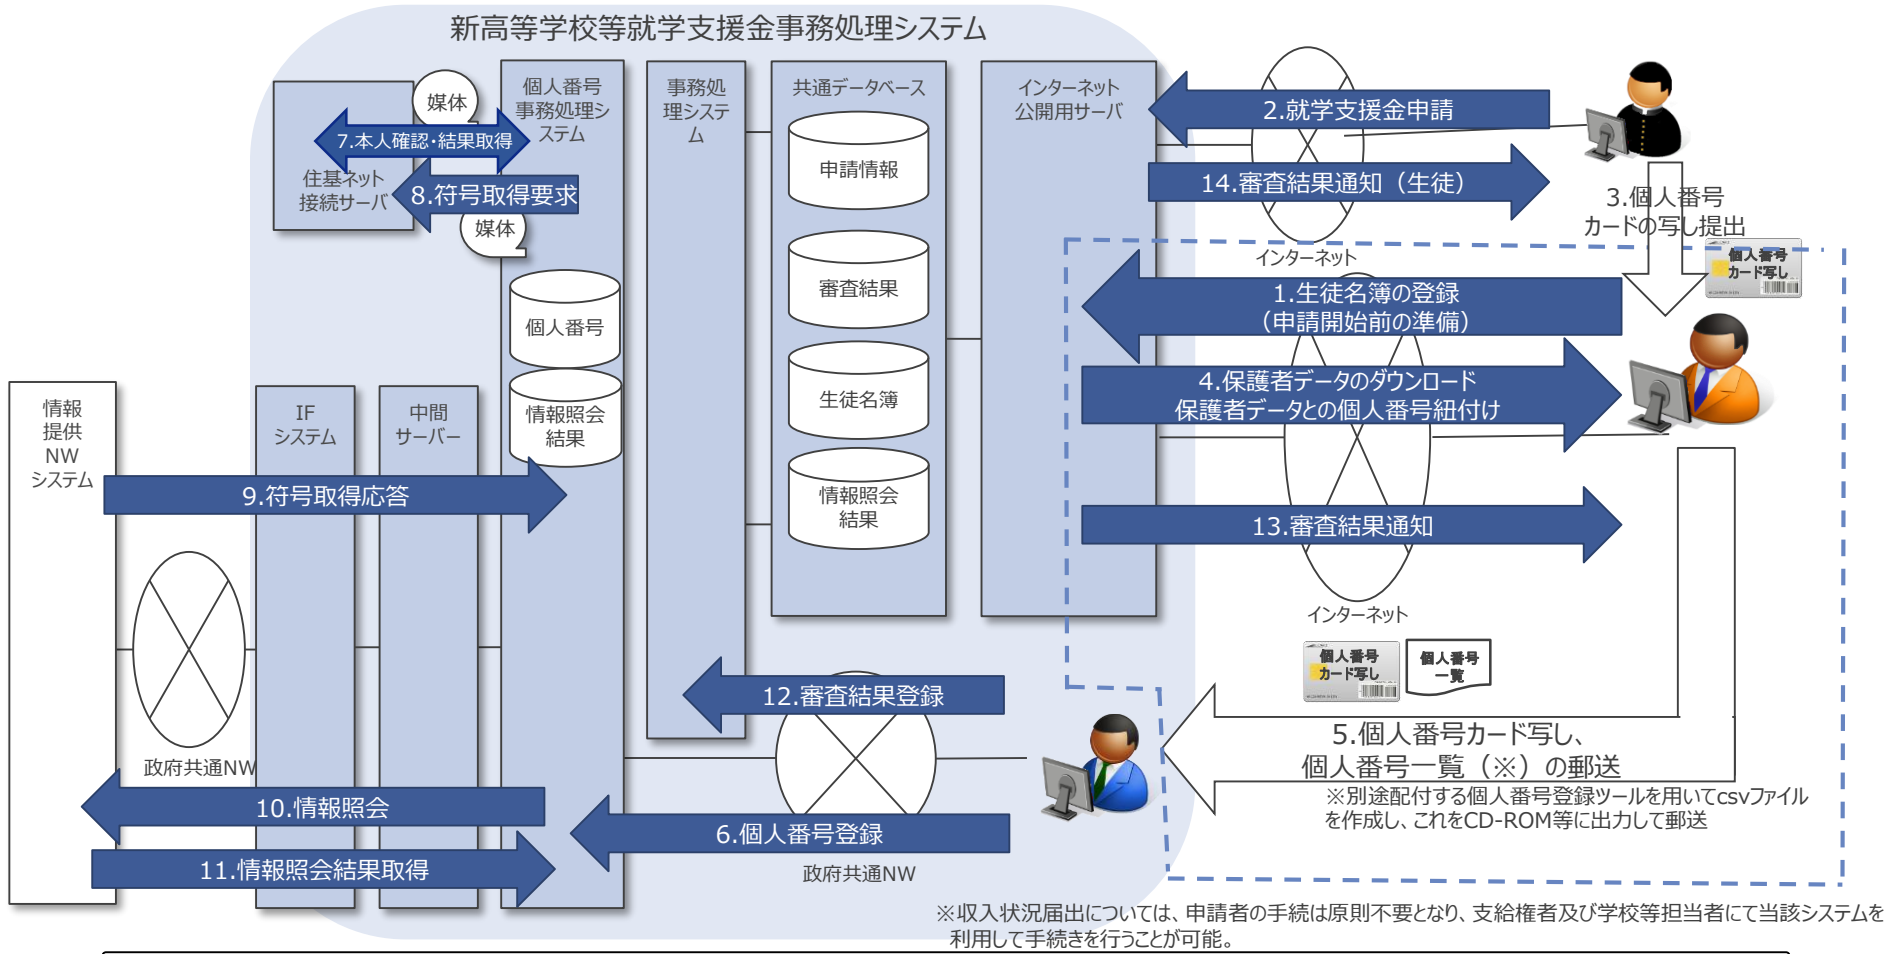 新高等学校等就学支援金事務処理システム
媒体
個人番号
事務処理シ
ステム
7.本人確認・結果取得
住基ネット
接続サーバ
8.符号取得要求
媒体
個人番号
情報照会
結果
事務処
理システ
ム
共通データベース
申請情報
審査結果
生徒名簿
情報照会
結果
インターネット
公開用サーバ
2.就学支援金申請
14.審査結果通知（生徒）
インターネット
3.個人番号
カードの写し提出
個人番号
カード写し
1.生徒名簿の登録
（申請開始前の準備）
4.保護者データのダウンロード
保護者データとの個人番号紐付け
13.審査結果通知
インターネット
情報
提供
NW
システム
IF
システム
中間
サーバー
9.符号取得応答
政府共通NW
10.情報照会
11.情報照会結果取得
12.審査結果登録
6.個人番号登録
政府共通NW
個人番号
カード写し
個人番号
一覧
5.個人番号カード写し、
個人番号一覧（※）の郵送
※別途配付する個人番号登録ツールを用いてcsvファイル
を作成し、これをCD-ROM等に出力して郵送
※収入状況届出については、申請者の手続は原則不要となり、支給権者及び学校等担当者にて当該システムを
利用して手続きを行うことが可能。